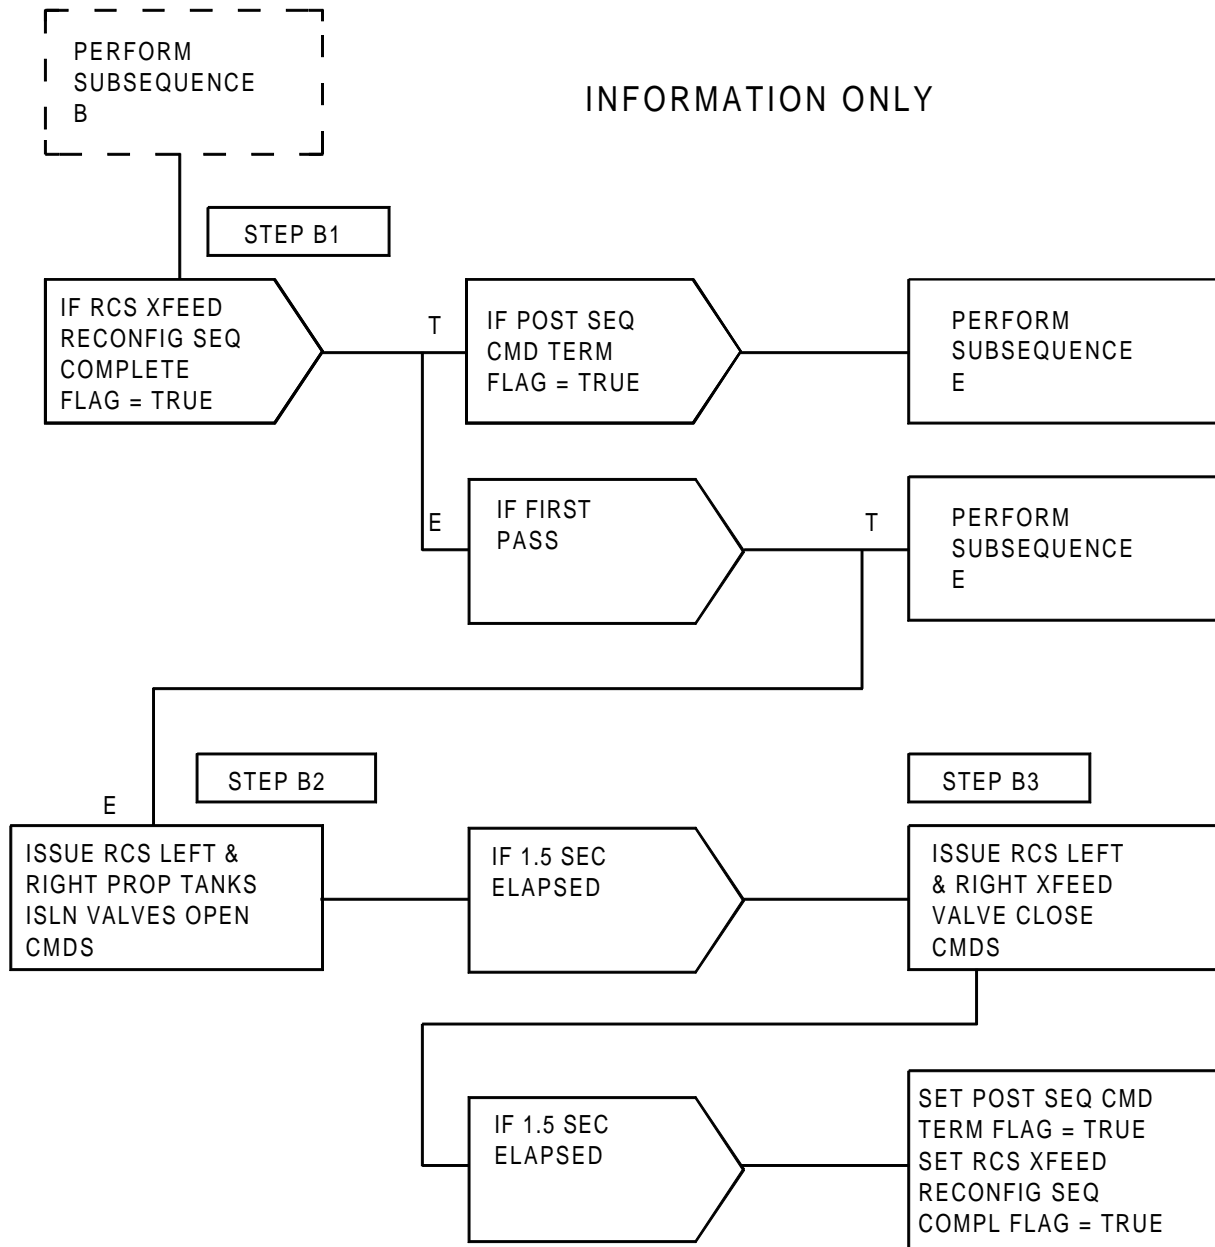 PERFORM
SUBSEQUENCE
B
INFORMATION ONLY
STEP B1
IF RCS XFEED
RECONFIG SEQ
COMPLETE
FLAG = TRUE
T
IF POST SEQ
CMD TERM
FLAG = TRUE
PERFORM
SUBSEQUENCE
E
E
IF FIRST
PASS
T
PERFORM
SUBSEQUENCE
E
E
STEP B2
ISSUE RCS LEFT &
RIGHT PROP TANKS
ISLN VALVES OPEN
CMDS
IF 1.5 SEC
ELAPSED
STEP B3
ISSUE RCS LEFT
& RIGHT XFEED
VALVE CLOSE
CMDS
IF 1.5 SEC
ELAPSED
SET POST SEQ CMD
TERM FLAG = TRUE
SET RCS XFEED
RECONFIG SEQ
COMPL FLAG = TRUE